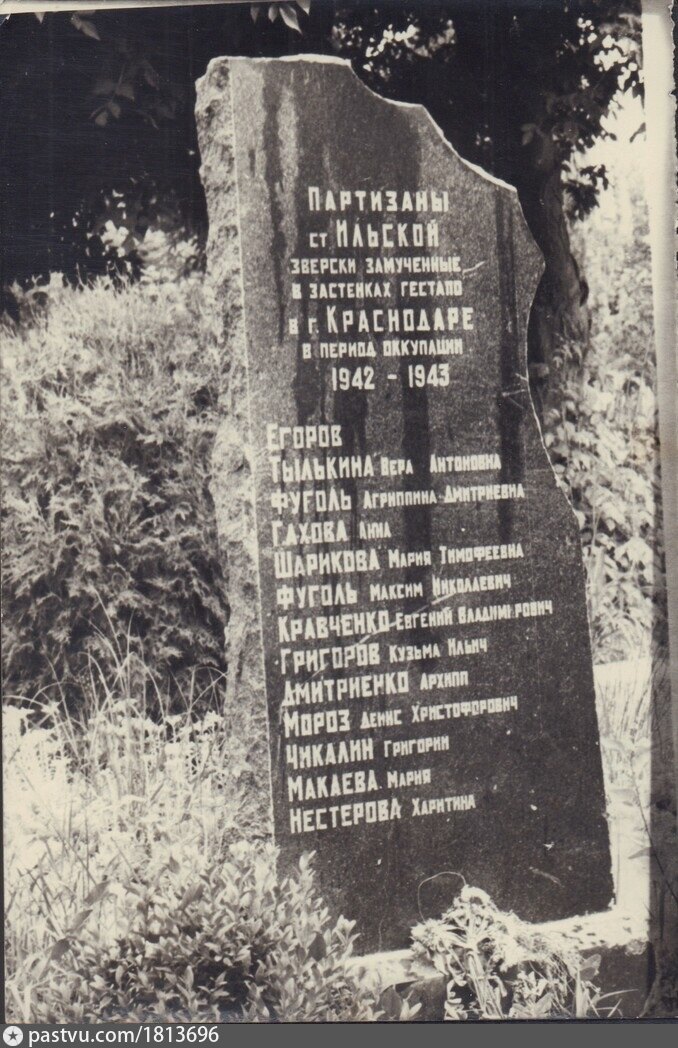 Партизаны
ст Ильской
зверски замученные
в застенках гестапо
в г. Краснодаре
в период оккупации
1942 - 1943
Егоров
Тылькина Вера Антоновна
Фуголь Агриппина Дмитриевна
Гахова Анна
Шарикова Мария Тимофеевна
Фуголь Максим Николаевич
Кравченко Евгений Владимирович
Григоров Кузьма Ильич
Дмитриенко Архипп
Мороз Денис Христофорович
Чикалин Григорий
Макаева Мария
Нестерова Харитина
pastvu.com 1813696